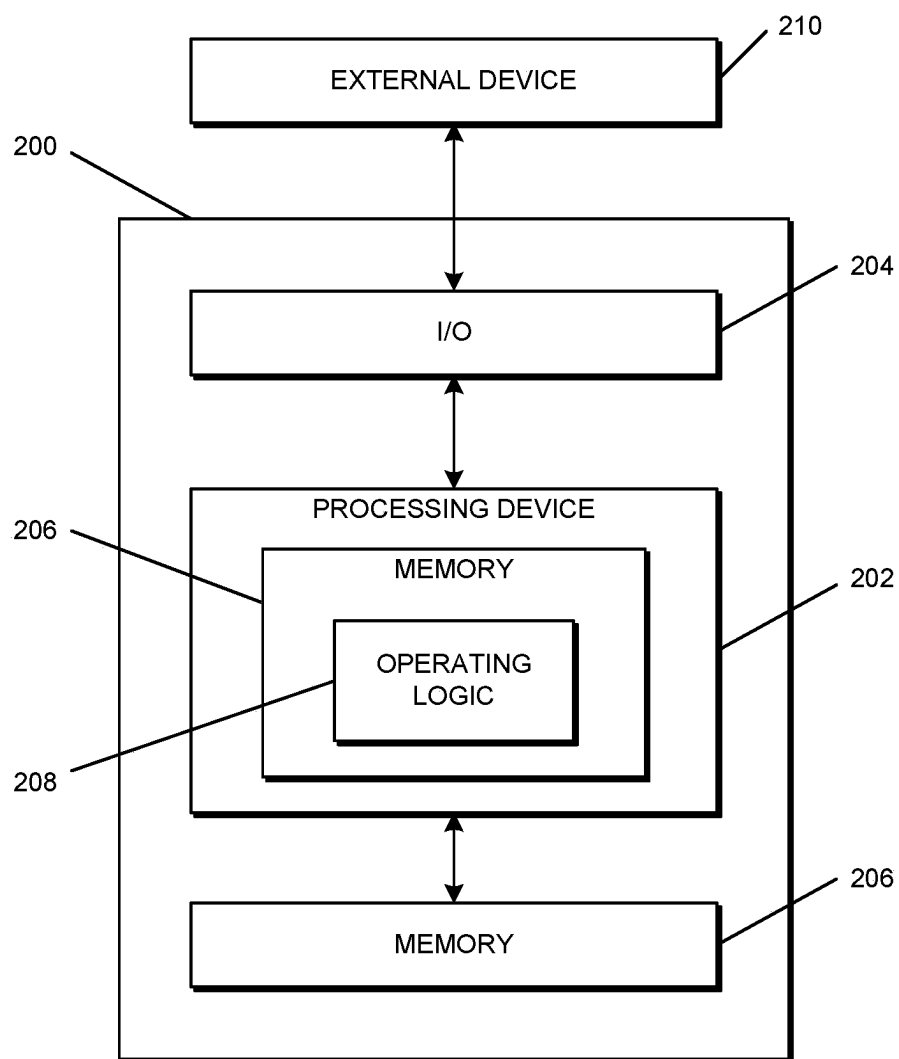 210
EXTERNAL DEVICE
200
204
I/O
PROCESSING DEVICE
206
MEMORY
202
OPERATING
LOGIC
208
206
MEMORY